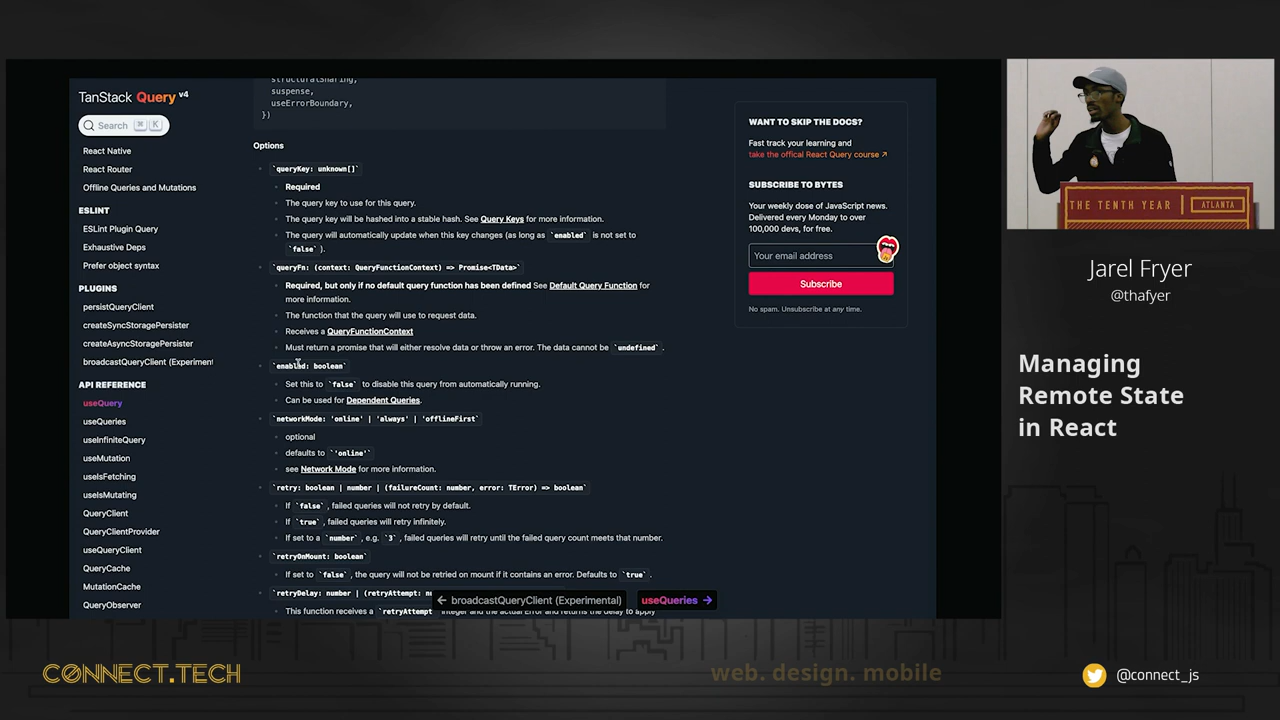 TanStack Query v4
Search ⌘ K
React Native
React Router
Offline Queries and Mutations
ESLINT
ESLint Plugin Query
Exhaustive Deps
Prefer object syntax
PLUGINS
persistQueryClient
createSyncStoragePersister
createAsyncStoragePersister
broadcastQueryClient (Experiment
API REFERENCE
useQuery
useQueries
useInfiniteQuery
useMutation
useIsFetching
useIsMutating
QueryClient
QueryClientProvider
useQueryClient
QueryCache
MutationCache
QueryObserver
structuralSharing,
suspense,
useErrorBoundary,
})
Options
`queryKey: unknown[]`
Required
The query key to use for this query.
The query key will be hashed into a stable hash. See Query Keys for more information.
The query will automatically update when this key changes (as long as `enabled` is not set to
`false` ).
`queryFn: (context: QueryFunctionContext) => Promise<TData>`
Required, but only if no default query function has been defined See Default Query Function for
more information.
The function that the query will use to request data.
Receives a QueryFunctionContext
Must return a promise that will either resolve data or throw an error. The data cannot be `undefined` .
`enabled: boolean`
Set this to `false` to disable this query from automatically running.
Can be used for Dependent Queries.
`networkMode: 'online' | 'always' | 'offlineFirst`
optional
defaults to `'online'`
see Network Mode for more information.
`retry: boolean | number | (failureCount: number, error: TError) => boolean`
If `false` , failed queries will not retry by default.
If `true` , failed queries will retry infinitely.
If set to a `number` , e.g. `3` , failed queries will retry until the failed query count meets that number.
`retryOnMount: boolean`
If set to `false` , the query will not be retried on mount if it contains an error. Defaults to `true` .
`retryDelay: number | (retryAttempt: nu
← broadcastQueryClient (Experimental)
useQueries →
This function receives a `retryAttempt integer and the actual Error and returns the delay to apply
WANT TO SKIP THE DOCS?
Fast track your learning and
take the offical React Query course ↗
SUBSCRIBE TO BYTES
Your weekly dose of JavaScript news.
Delivered every Monday to over
100,000 devs, for free.
Your email address
Subscribe
No spam. Unsubscribe at any time.
THE TENTH YEAR | ATLANTA
Jarel Fryer
@thafyer
Managing
Remote State
in React
CONNECT.TECH
web. design. mobile
@connect_js